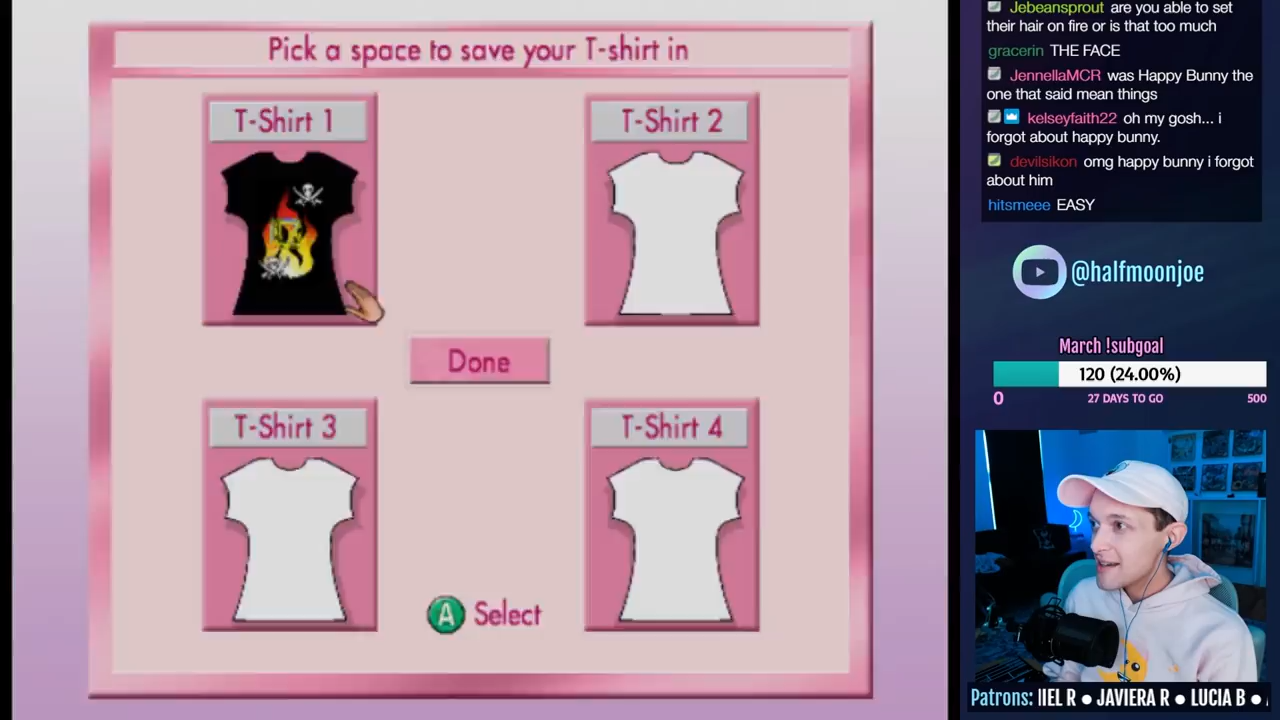 Pick a space to save your T-shirt in
T-Shirt 1
T-Shirt 2
Done
T-Shirt 3
T-Shirt 4
A Select
Jebeansprout are you able to set
their hair on fire or is that too much
gracerin THE FACE
JennellaMCR was Happy Bunny the
one that said mean things
kelseyfaith22 oh my gosh... i
forgot about happy bunny.
devilsikon omg happy bunny i forgot
about him
hitsmeee EASY
@halfmoonjoe
March !subgoal
120 (24.00%)
0 27 DAYS TO GO 500
Patrons: IIEL R ● JAVIERA R ● LUCIA B ●